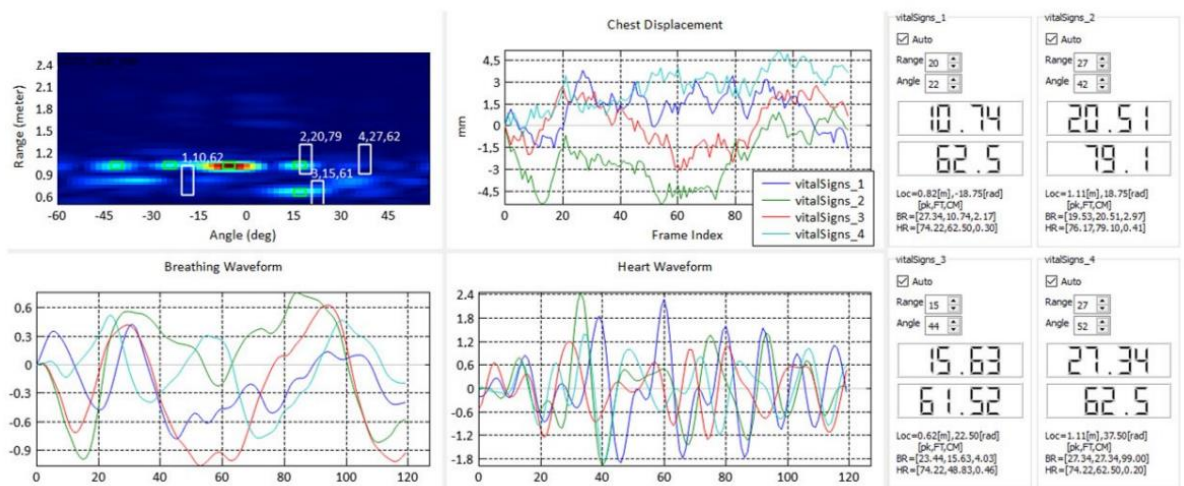 2.4
2.1
1.8
1.5
1.2
0.9
0.6
Range (meter)
1,10,62
2,20,79
3,15,61
4,27,62
-60 -45 -30 -15 0 15 30 45
Angle (deg)
Chest Displacement
4,5
3
1,5
0
-1,5
-3
-4,5
mm
0 20 40 60 80
Frame Index
vitalSigns_1
vitalSigns_2
vitalSigns_3
vitalSigns_4
vitalSigns_1
Auto
Range 20
Angle 22
10.74
62.5
Loc=0.82[m],-18.75[rad]
[pk,FT,CM]
BR=[27.34,10.74,2.17]
HR=[74.22,62.50,0.30]
vitalSigns_2
Auto
Range 27
Angle 42
20.51
79.1
Loc=1.11[m],18.75[rad]
[pk,FT,CM]
BR=[19.53,20.51,2.97]
HR=[76.17,79.10,0.41]
Breathing Waveform
0.6
0.3
0
-0.3
-0.6
-0.9
0 20 40 60 80 100 120
Heart Waveform
2.4
1.8
1.2
0.6
0
-0.6
-1.2
-1.8
0 20 40 60 80 100 120
vitalSigns_3
Auto
Range 15
Angle 44
15.63
61.52
Loc=0.62[m],22.50[rad]
[pk,FT,CM]
BR=[23.44,15.63,4.03]
HR=[74.22,48.83,0.46]
vitalSigns_4
Auto
Range 27
Angle 52
27.34
62.5
Loc=1.11[m],37.50[rad]
[pk,FT,CM]
BR=[27.34,27.34,99.00]
HR=[74.22,62.50,0.20]